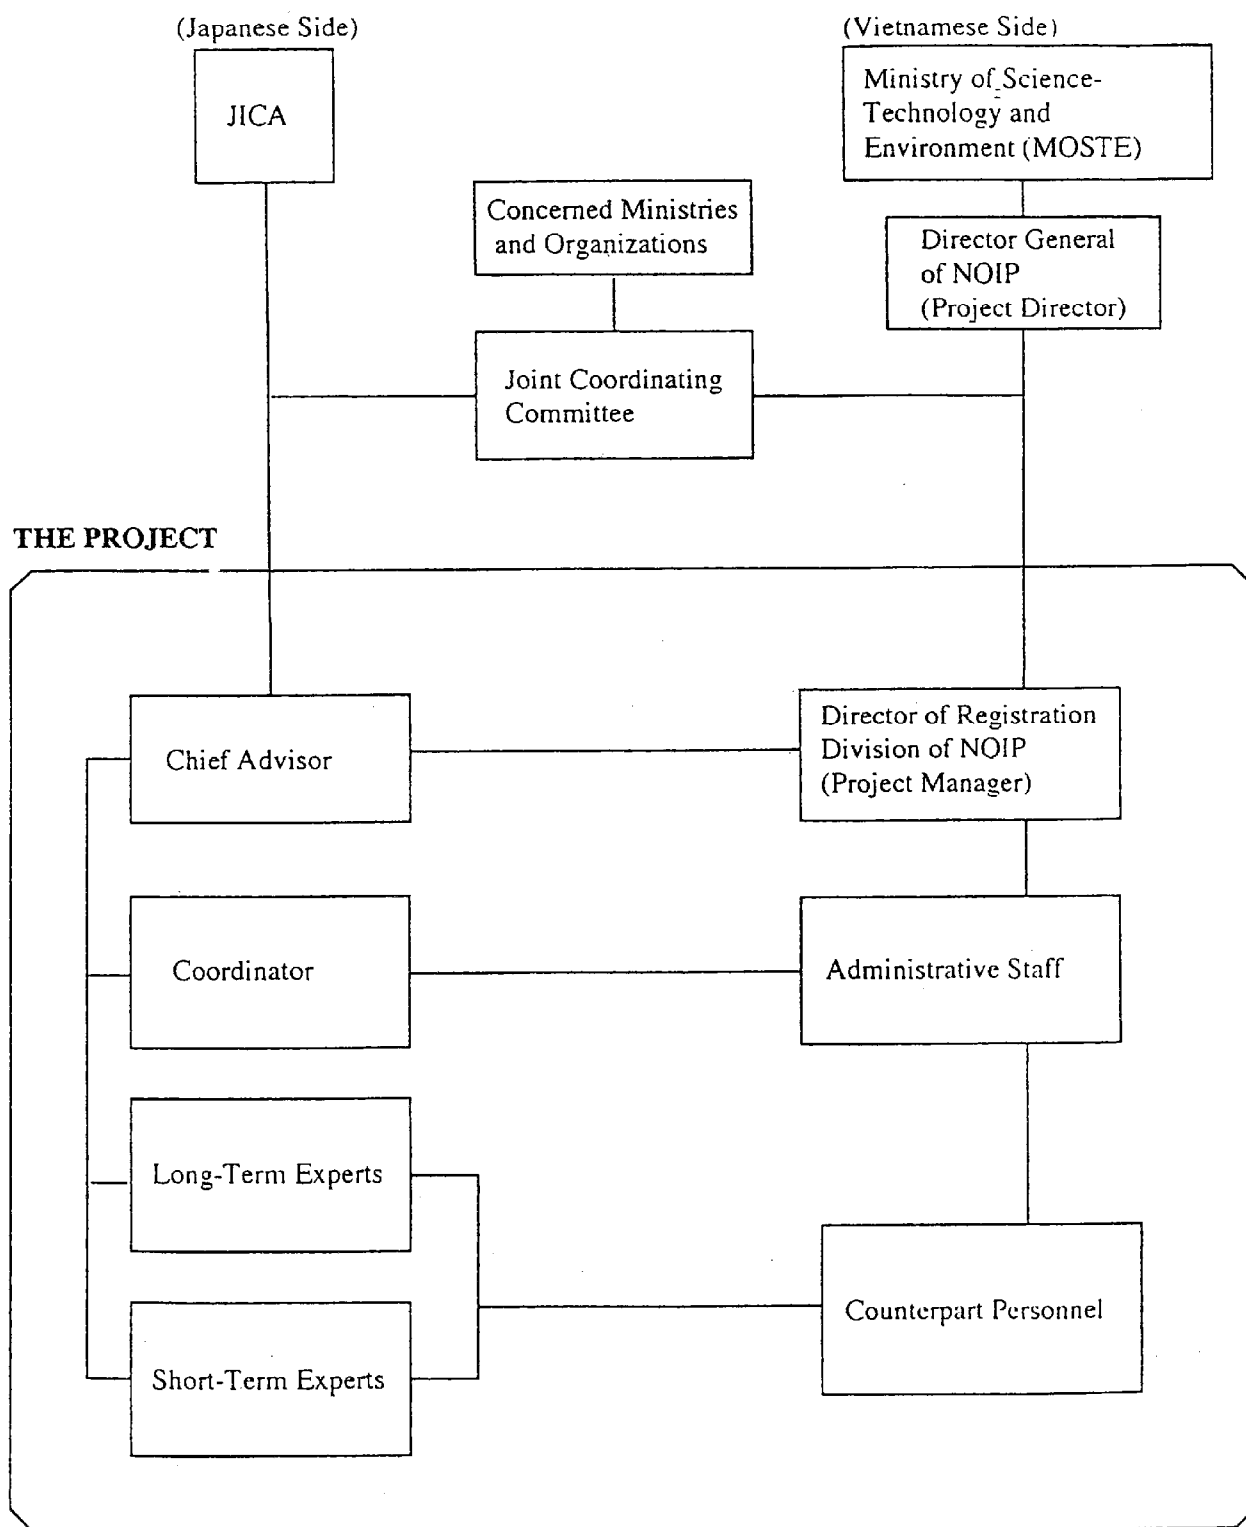 (Japanese Side)
(Vietnamese Side)
JICA
Ministry of Science-
Technology and
Environment (MOSTE)
Concerned Ministries
and Organizations
Director General
of NOIP
(Project Director)
Joint Coordinating
Committee
THE PROJECT
Chief Advisor
Director of Registration
Division of NOIP
(Project Manager)
Coordinator
Administrative Staff
Long-Term Experts
Counterpart Personnel
Short-Term Experts